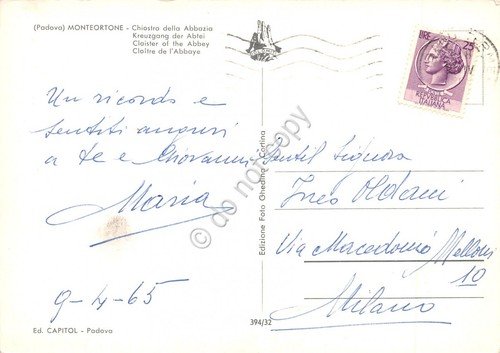 (Padova) MONTEORTONE - Chiostro della Abbazia
Kreuzgang der Abtei
Cloister of the Abbey
Cloître de l'Abbaye
LIRE 25
REPUBBLICA
ITALIANA
Un ricordo e
sentiti auguri
a te e Giovanni
Maria
9-4-65
Gentil Signora
Ines Oldani
Via Macedonio Melloni
10
Milano
Edizione Foto Ghedina - Cortina
© do not copy
Ed. CAPITOL - Padova
394/32